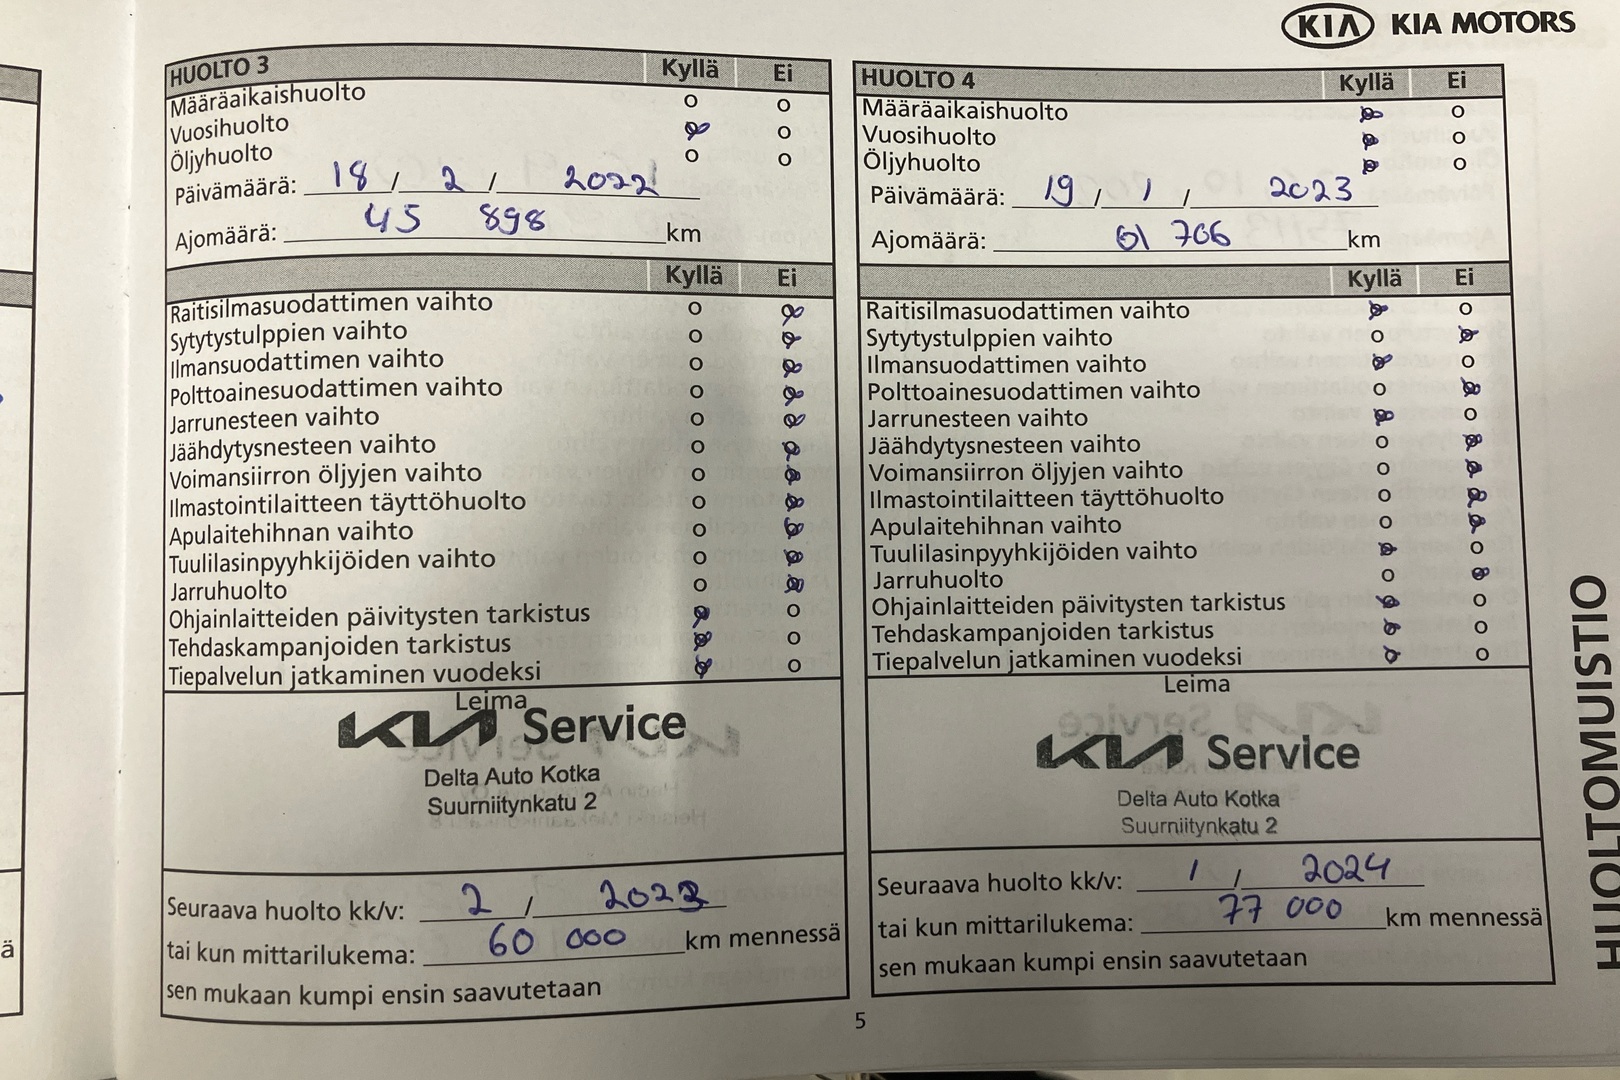 KIA KIA MOTORS
HUOLTO 3 Kyllä Ei
Määräaikaishuolto o o
Vuosihuolto o o
Öljyhuolto o o
Päivämäärä: 18 / 2 / 2022
Ajomäärä: 45 898 km
Kyllä Ei
Raitisilmasuodattimen vaihto o o
Sytytystulppien vaihto o o
Ilmansuodattimen vaihto o o
Polttoainesuodattimen vaihto o o
Jarrunesteen vaihto o o
Jäähdytysnesteen vaihto o o
Voimansiirron öljyjen vaihto o o
Ilmastointilaitteen täyttöhuolto o o
Apulaitehihnan vaihto o o
Tuulilasinpyyhkijöiden vaihto o o
Jarruhuolto o o
Ohjainlaitteiden päivitysten tarkistus o o
Tehdaskampanjoiden tarkistus o o
Tiepalvelun jatkaminen vuodeksi o o
Leima
KIA Service
Delta Auto Kotka
Suurniitynkatu 2
Seuraava huolto kk/v: 2 / 2023
tai kun mittarilukema: 60 000 km mennessä
sen mukaan kumpi ensin saavutetaan
HUOLTO 4 Kyllä Ei
Määräaikaishuolto o o
Vuosihuolto o o
Öljyhuolto o o
Päivämäärä: 19 / 1 / 2023
Ajomäärä: 61 706 km
Kyllä Ei
Raitisilmasuodattimen vaihto o o
Sytytystulppien vaihto o o
Ilmansuodattimen vaihto o o
Polttoainesuodattimen vaihto o o
Jarrunesteen vaihto o o
Jäähdytysnesteen vaihto o o
Voimansiirron öljyjen vaihto o o
Ilmastointilaitteen täyttöhuolto o o
Apulaitehihnan vaihto o o
Tuulilasinpyyhkijöiden vaihto o o
Jarruhuolto o o
Ohjainlaitteiden päivitysten tarkistus o o
Tehdaskampanjoiden tarkistus o o
Tiepalvelun jatkaminen vuodeksi o o
Leima
KIA Service
Delta Auto Kotka
Suurniitynkatu 2
Seuraava huolto kk/v: 1 / 2024
tai kun mittarilukema: 77 000 km mennessä
sen mukaan kumpi ensin saavutetaan
5
HUOLTOMUISTIO